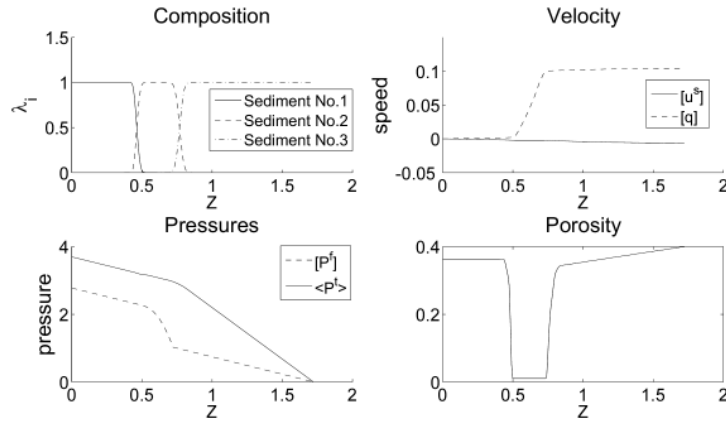 Composition
1.5
1
0.5
0
λi
Sediment No.1
Sediment No.2
Sediment No.3
0 0.5 1 1.5 2
Z
Velocity
0.1
0.05
0
-0.05
speed
[u^s]
[q]
0 0.5 1 1.5 2
Z
Pressures
4
2
0
pressure
[P^f]
<P^t>
0 0.5 1 1.5 2
Z
Porosity
0.4
0.2
0
0 0.5 1 1.5 2
Z